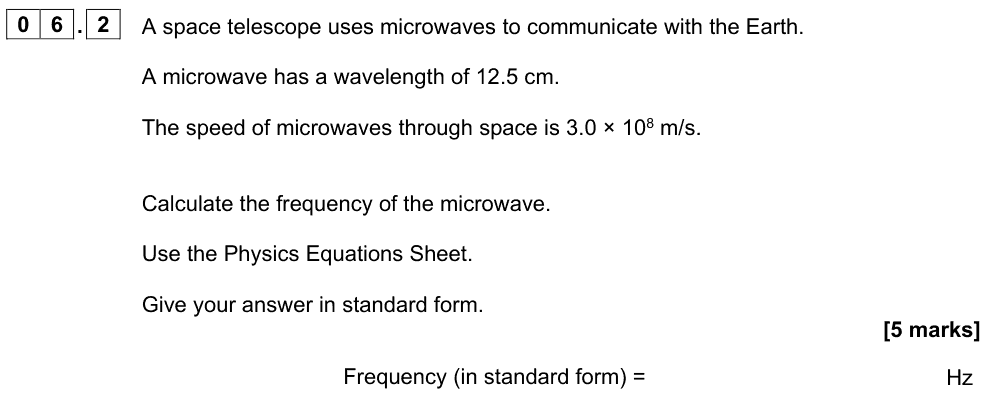 0 6 . 2 A space telescope uses microwaves to communicate with the Earth.
A microwave has a wavelength of 12.5 cm.
The speed of microwaves through space is 3.0 × 10⁸ m/s.
Calculate the frequency of the microwave.
Use the Physics Equations Sheet.
Give your answer in standard form.
[5 marks]
Frequency (in standard form) = Hz